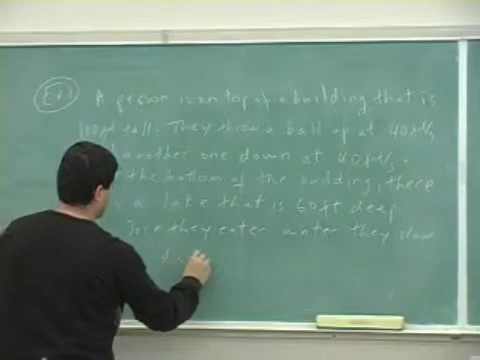 Ex1 A person is on top of a building that is
100ft tall. They throw a ball up at 40ft/s
another one down at 40ft/s.
the bottom of the building, there
a lake that is 60ft deep.
they enter water they slow